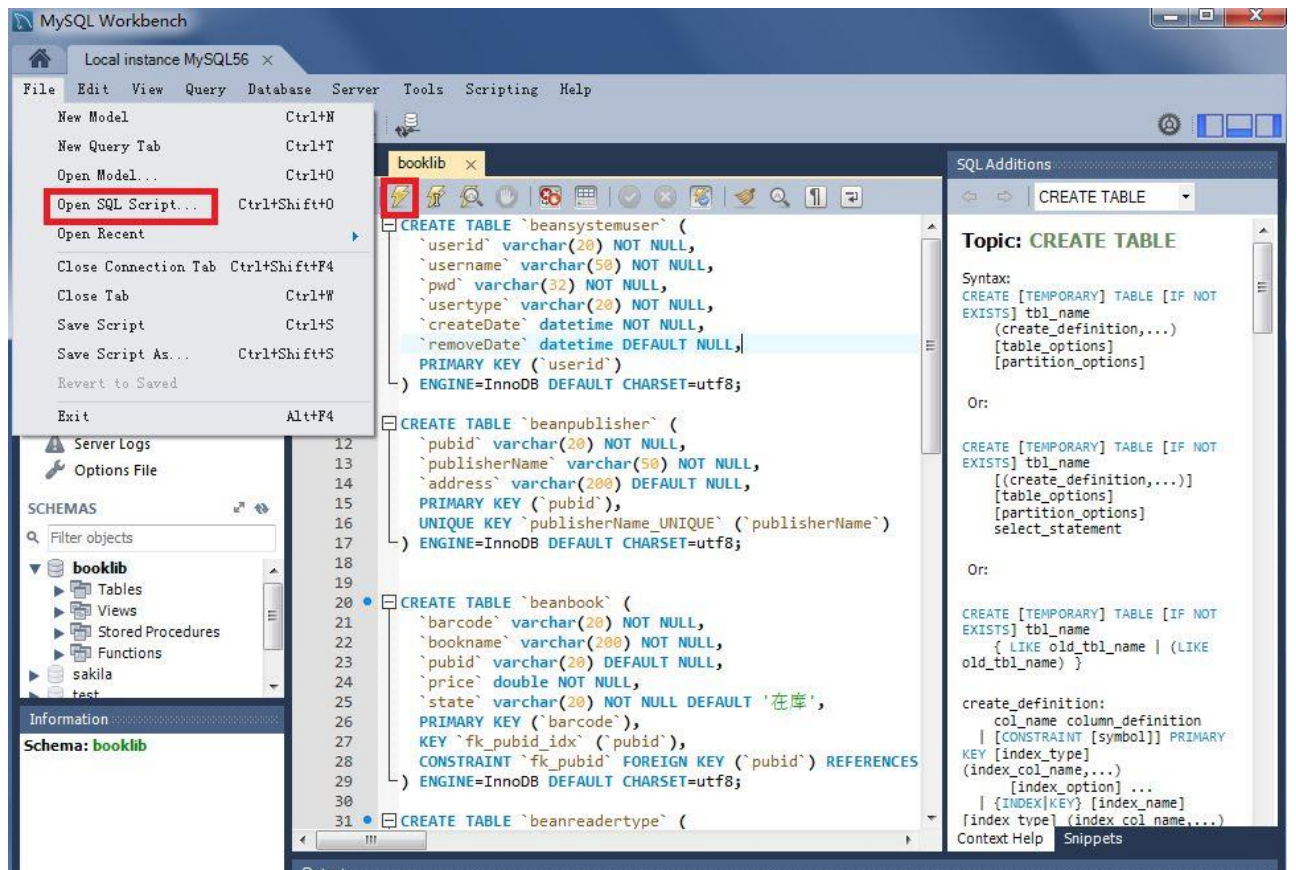 MySQL Workbench
Local instance MySQL56
File Edit View Query Database Server Tools Scripting Help
New Model Ctrl+N
New Query Tab Ctrl+T
Open Model... Ctrl+O
Open SQL Script... Ctrl+Shift+O
Open Recent
Close Connection Tab Ctrl+Shift+F4
Close Tab Ctrl+W
Save Script Ctrl+S
Save Script As... Ctrl+Shift+S
Revert to Saved
Exit Alt+F4
Server Logs
Options File
SCHEMAS
Filter objects
booklib
Tables
Views
Stored Procedures
Functions
sakila
test
Information
Schema: booklib
booklib
CREATE TABLE `beansystemuser` (
`userid` varchar(20) NOT NULL,
`username` varchar(50) NOT NULL,
`pwd` varchar(32) NOT NULL,
`usertype` varchar(20) NOT NULL,
`createDate` datetime NOT NULL,
`removeDate` datetime DEFAULT NULL,
PRIMARY KEY (`userid`)
) ENGINE=InnoDB DEFAULT CHARSET=utf8;
CREATE TABLE `beanpublisher` (
12 `pubid` varchar(20) NOT NULL,
13 `publisherName` varchar(50) NOT NULL,
14 `address` varchar(200) DEFAULT NULL,
15 PRIMARY KEY (`pubid`),
16 UNIQUE KEY `publisherName_UNIQUE` (`publisherName`)
17 ) ENGINE=InnoDB DEFAULT CHARSET=utf8;
18
19
20 CREATE TABLE `beanbook` (
21 `barcode` varchar(20) NOT NULL,
22 `bookname` varchar(200) NOT NULL,
23 `pubid` varchar(20) DEFAULT NULL,
24 `price` double NOT NULL,
25 `state` varchar(20) NOT NULL DEFAULT '在库',
26 PRIMARY KEY (`barcode`),
27 KEY `fk_pubid_idx` (`pubid`),
28 CONSTRAINT `fk_pubid` FOREIGN KEY (`pubid`) REFERENCES
29 ) ENGINE=InnoDB DEFAULT CHARSET=utf8;
30
31 CREATE TABLE `beanreadertype` (
SQL Additions
CREATE TABLE
Topic: CREATE TABLE
Syntax:
CREATE [TEMPORARY] TABLE [IF NOT
EXISTS] tbl_name
(create_definition,...)
[table_options]
[partition_options]
Or:
CREATE [TEMPORARY] TABLE [IF NOT
EXISTS] tbl_name
[(create_definition,...)]
[table_options]
[partition_options]
select_statement
Or:
CREATE [TEMPORARY] TABLE [IF NOT
EXISTS] tbl_name
{ LIKE old_tbl_name | (LIKE
old_tbl_name) }
create_definition:
col_name column_definition
| [CONSTRAINT [symbol]] PRIMARY
KEY [index_type]
(index_col_name,...)
[index_option] ...
| {INDEX|KEY} [index_name]
[index_type] (index_col_name,...)
Context Help Snippets